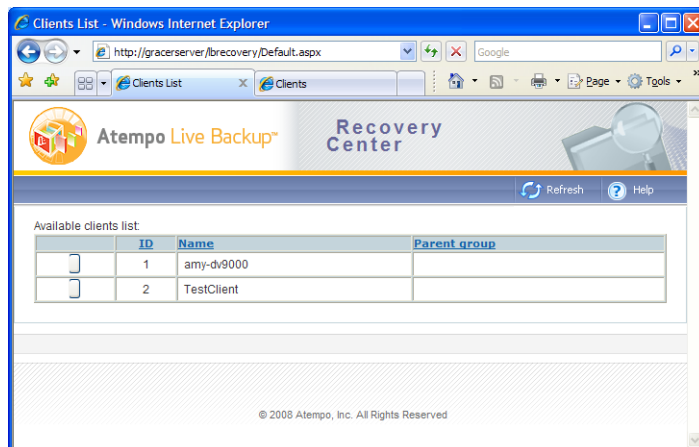 Clients List - Windows Internet Explorer
http://gracerserver/lbrecovery/Default.aspx
Google
Clients List
Clients
Page
Tools
Atempo Live Backup™
Recovery Center
Refresh
Help
Available clients list:
ID Name Parent group
1 amy-dv9000
2 TestClient
© 2008 Atempo, Inc. All Rights Reserved